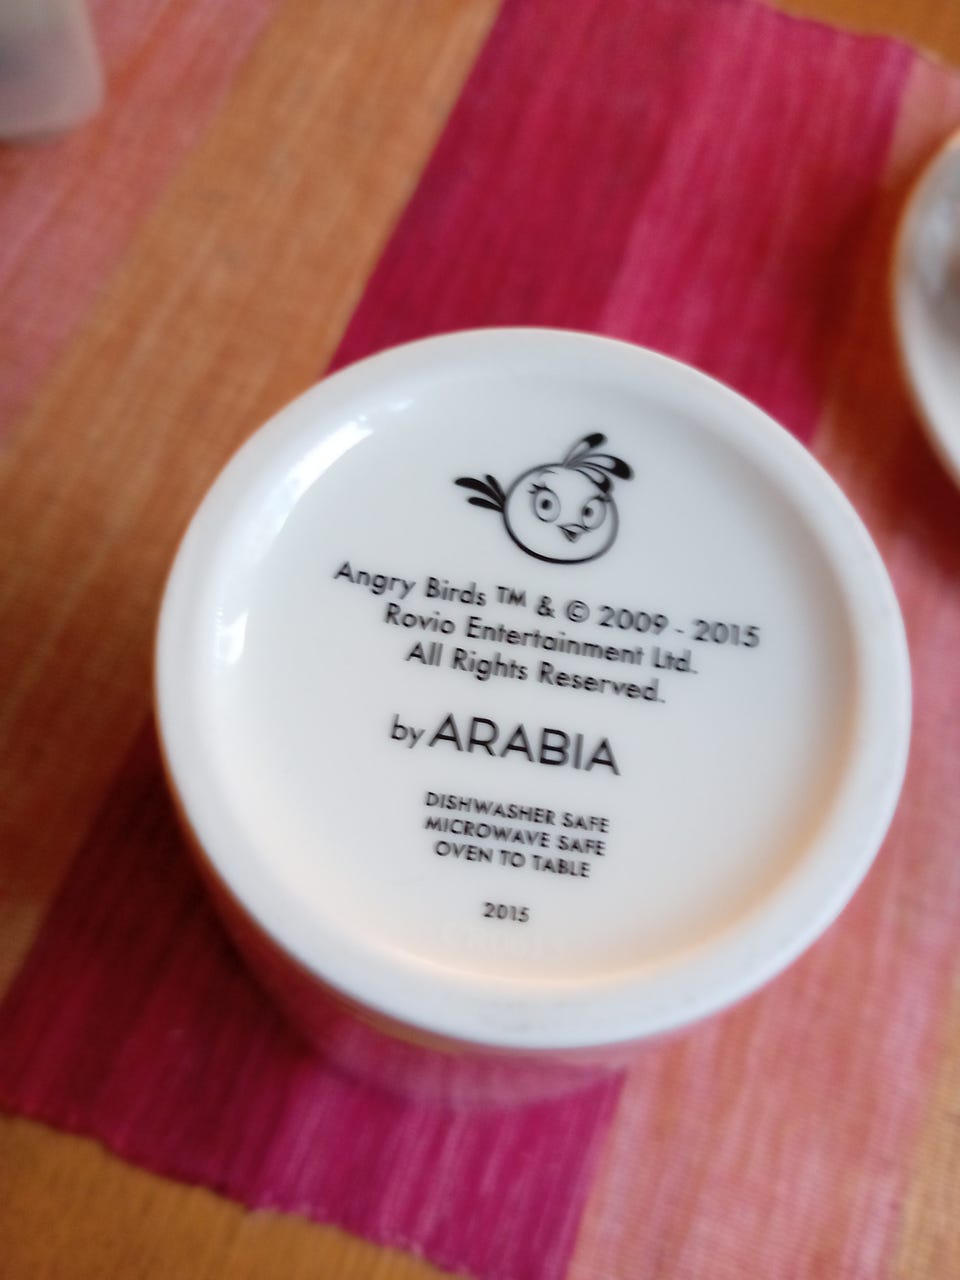 Angry Birds ™ & © 2009 - 2015
Rovio Entertainment Ltd.
All Rights Reserved.
by ARABIA
DISHWASHER SAFE
MICROWAVE SAFE
OVEN TO TABLE
2015